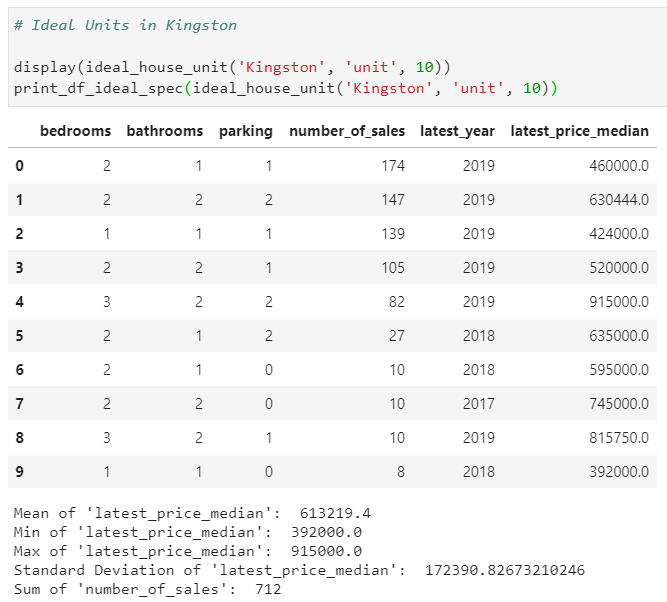 # Ideal Units in Kingston
display(ideal_house_unit('Kingston', 'unit', 10))
print_df_ideal_spec(ideal_house_unit('Kingston', 'unit', 10))
bedrooms bathrooms parking number_of_sales latest_year latest_price_median
0 2 1 1 174 2019 460000.0
1 2 2 2 147 2019 630444.0
2 1 1 1 139 2019 424000.0
3 2 2 1 105 2019 520000.0
4 3 2 2 82 2019 915000.0
5 2 1 2 27 2018 635000.0
6 2 1 0 10 2018 595000.0
7 2 2 0 10 2017 745000.0
8 3 2 1 10 2019 815750.0
9 1 1 0 8 2018 392000.0
Mean of 'latest_price_median':  613219.4
Min of 'latest_price_median':  392000.0
Max of 'latest_price_median':  915000.0
Standard Deviation of 'latest_price_median':  172390.82673210246
Sum of 'number_of_sales':  712